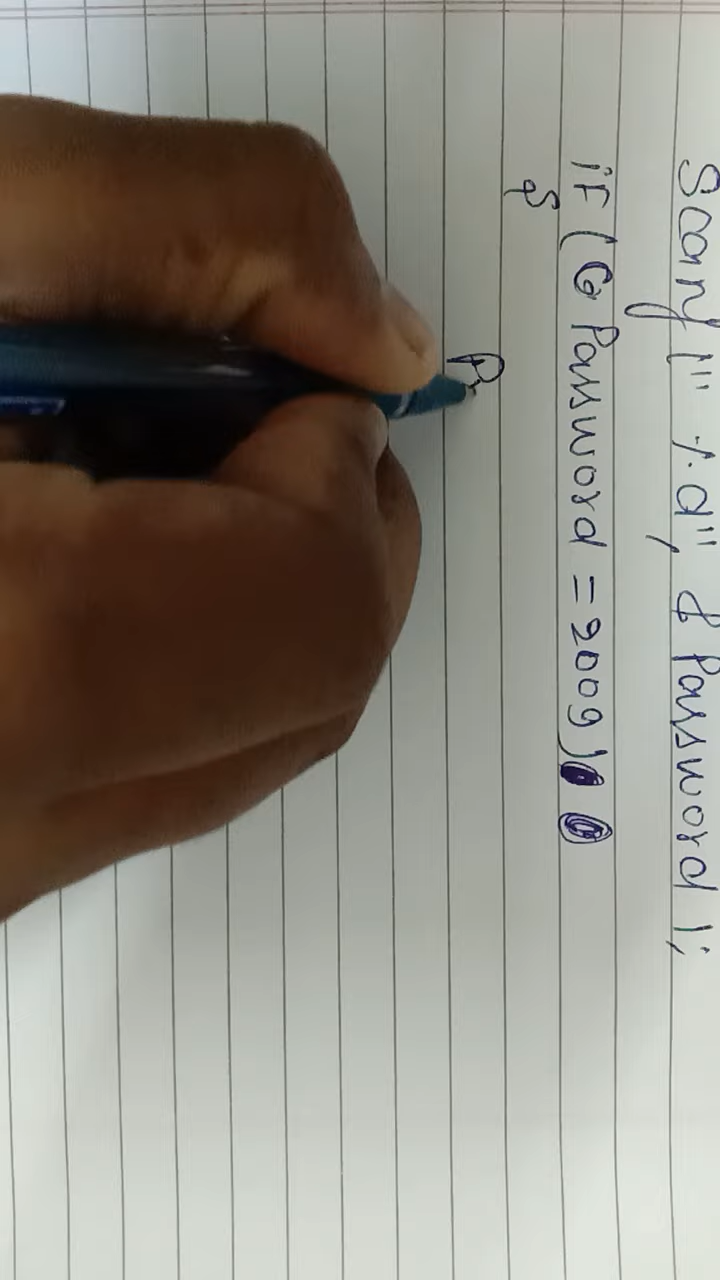 Scanf (" %d", & Password );
iF ( Password = 2009)
{
P